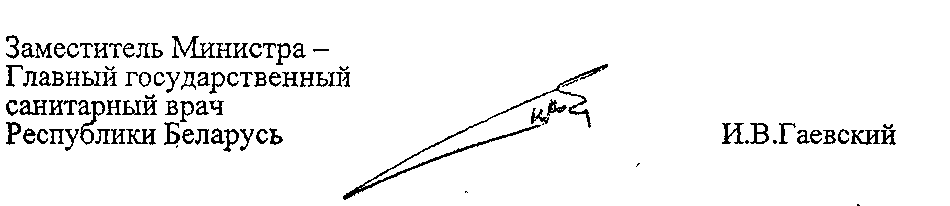 Заместитель Министра –
Главный государственный
санитарный врач
Республики Беларусь И.В.Гаевский